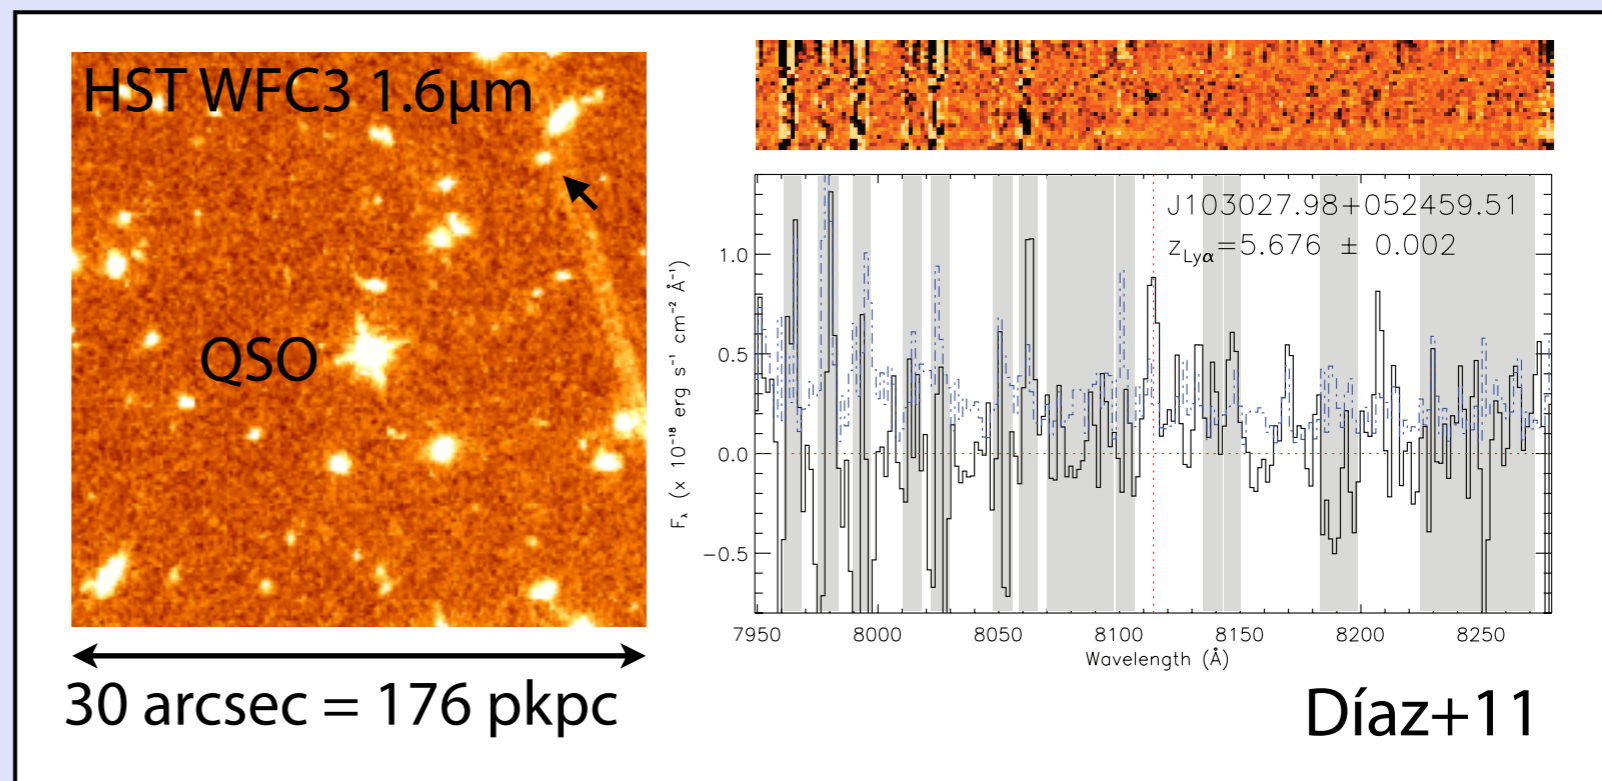 HST WFC3 1.6μm
QSO
30 arcsec = 176 pkpc
J103027.98+052459.51
z_Lyα=5.676 ± 0.002
F_λ (x 10⁻¹⁸ erg s⁻¹ cm⁻² Å⁻¹)
1.0
0.5
0.0
−0.5
7950 8000 8050 8100 8150 8200 8250
Wavelength (Å)
Díaz+11